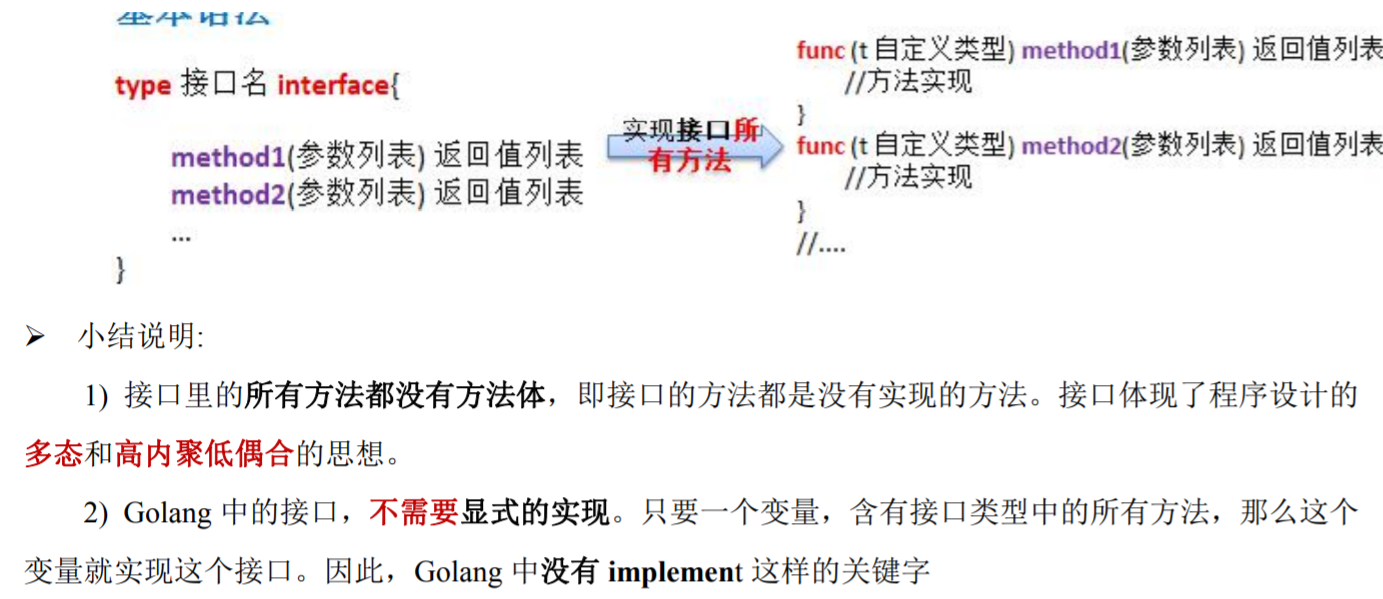 基本语法
type 接口名 interface{
method1(参数列表) 返回值列表
method2(参数列表) 返回值列表
...
}
实现接口所
有方法
func (t 自定义类型) method1(参数列表) 返回值列表
//方法实现
}
func (t 自定义类型) method2(参数列表) 返回值列表
//方法实现
}
//....
➢ 小结说明:
1) 接口里的所有方法都没有方法体，即接口的方法都是没有实现的方法。接口体现了程序设计的
多态和高内聚低偶合的思想。
2) Golang 中的接口，不需要显式的实现。只要一个变量，含有接口类型中的所有方法，那么这个
变量就实现这个接口。因此，Golang 中没有 implement 这样的关键字